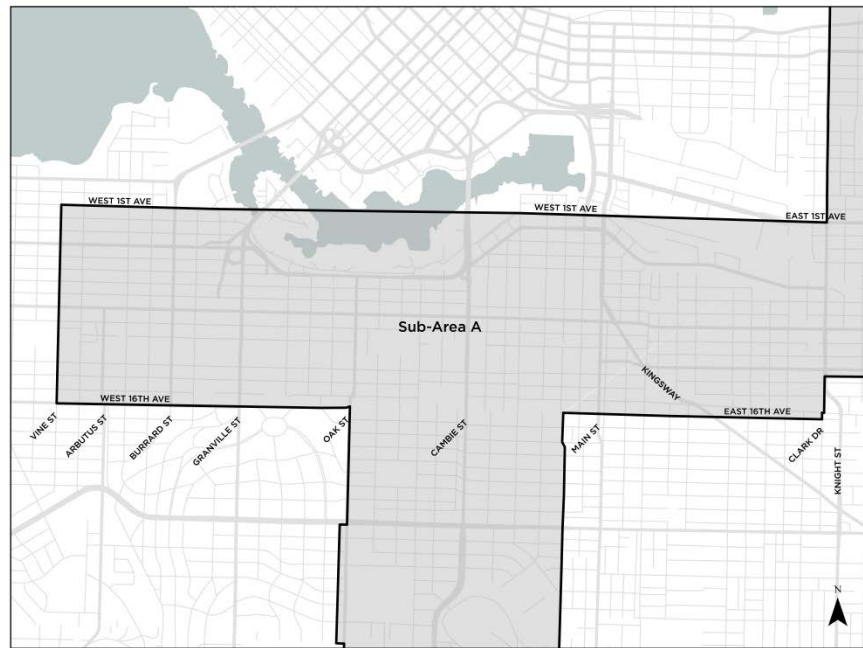 WEST 1ST AVE
WEST 1ST AVE
EAST 1ST AVE
Sub-Area A
KINGSWAY
WEST 16TH AVE
EAST 16TH AVE
VINE ST
ARBUTUS ST
BURRARD ST
GRANVILLE ST
OAK ST
CAMBIE ST
MAIN ST
CLARK DR
KNIGHT ST
N